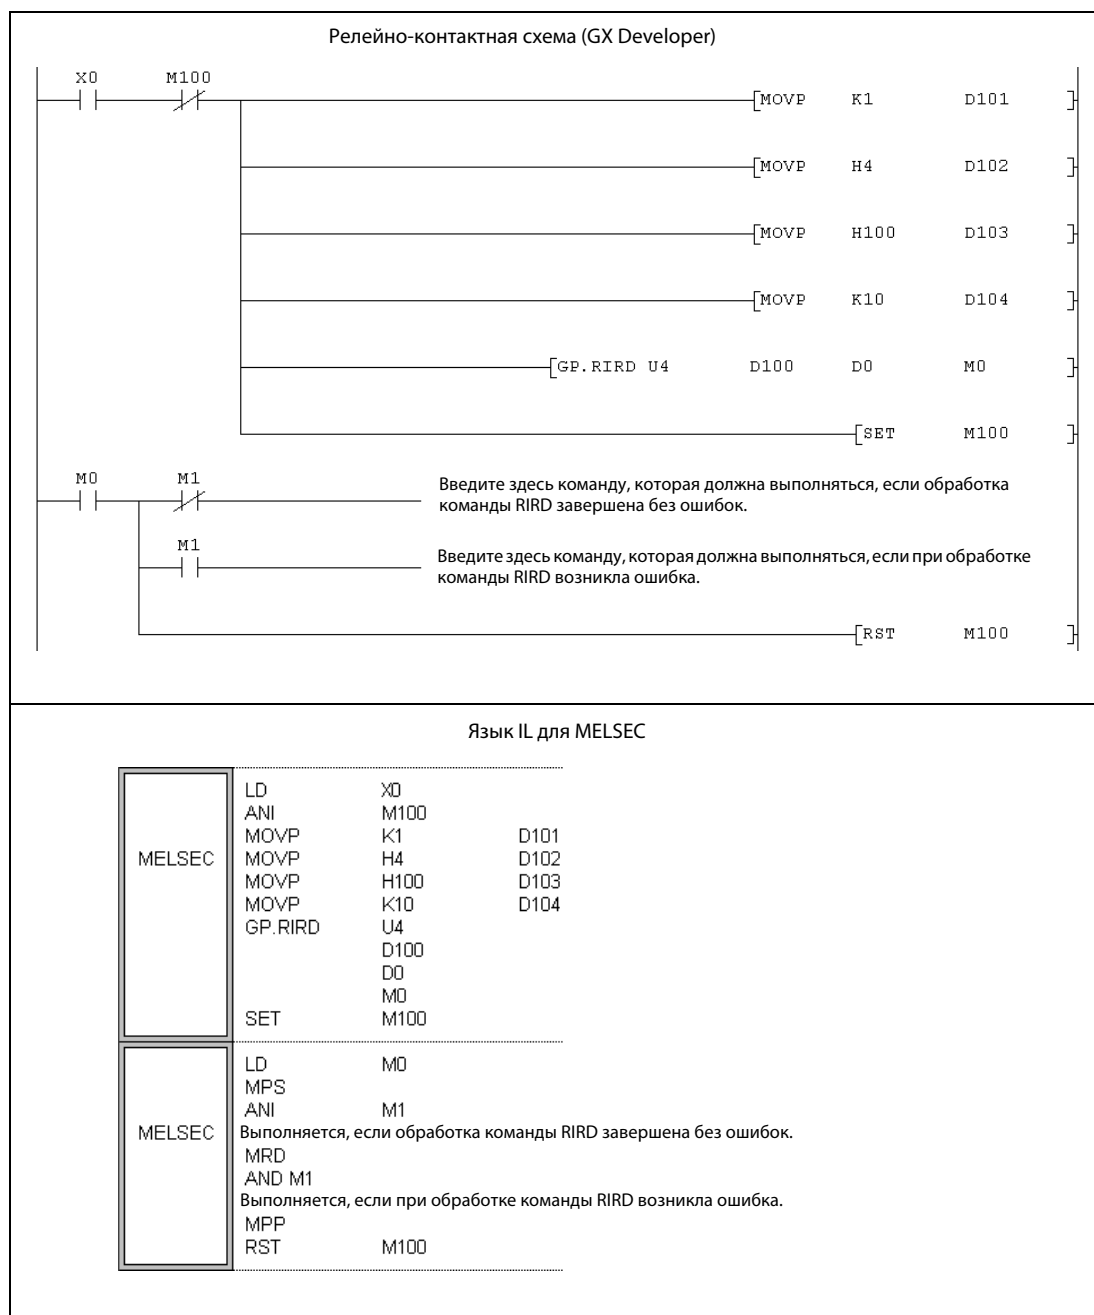 Релейно-контактная схема (GX Developer)
X0 M100
[MOVP K1 D101 ]
[MOVP H4 D102 ]
[MOVP H100 D103 ]
[MOVP K10 D104 ]
[GP.RIRD U4 D100 D0 M0 ]
[SET M100 ]
M0 M1
Введите здесь команду, которая должна выполняться, если обработка
команды RIRD завершена без ошибок.
M1
Введите здесь команду, которая должна выполняться, если при обработке
команды RIRD возникла ошибка.
[RST M100 ]
Язык IL для MELSEC
MELSEC
LD X0
ANI M100
MOVP K1 D101
MOVP H4 D102
MOVP H100 D103
MOVP K10 D104
GP.RIRD U4
D100
D0
M0
SET M100
MELSEC
LD M0
MPS
ANI M1
Выполняется, если обработка команды RIRD завершена без ошибок.
MRD
AND M1
Выполняется, если при обработке команды RIRD возникла ошибка.
MPP
RST M100